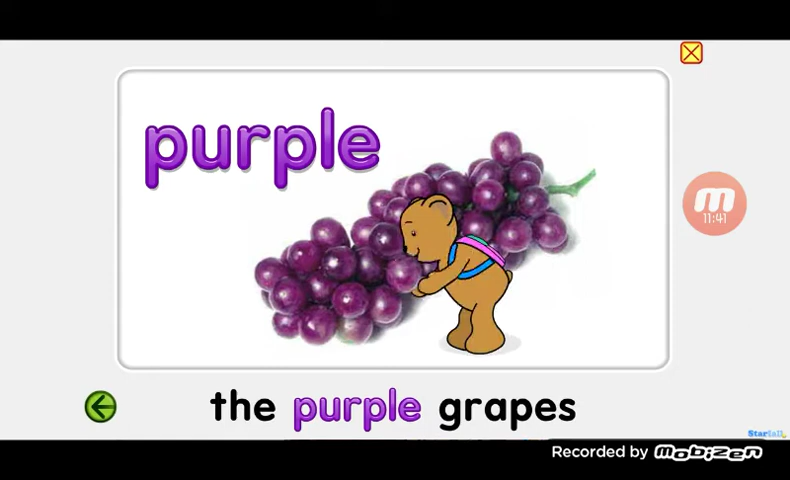 purple
M
11:41
the purple grapes
Starfall
Recorded by mobizen